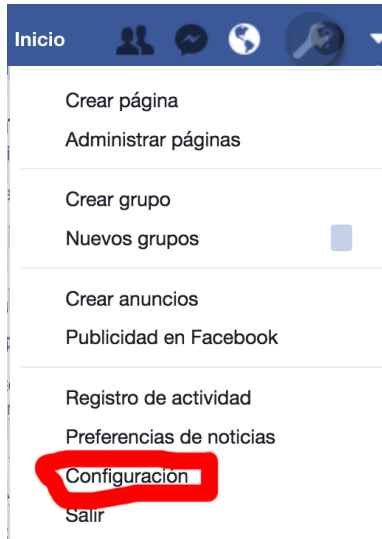 Inicio
Crear página
Administrar páginas
Crear grupo
Nuevos grupos
Crear anuncios
Publicidad en Facebook
Registro de actividad
Preferencias de noticias
Configuración
Salir